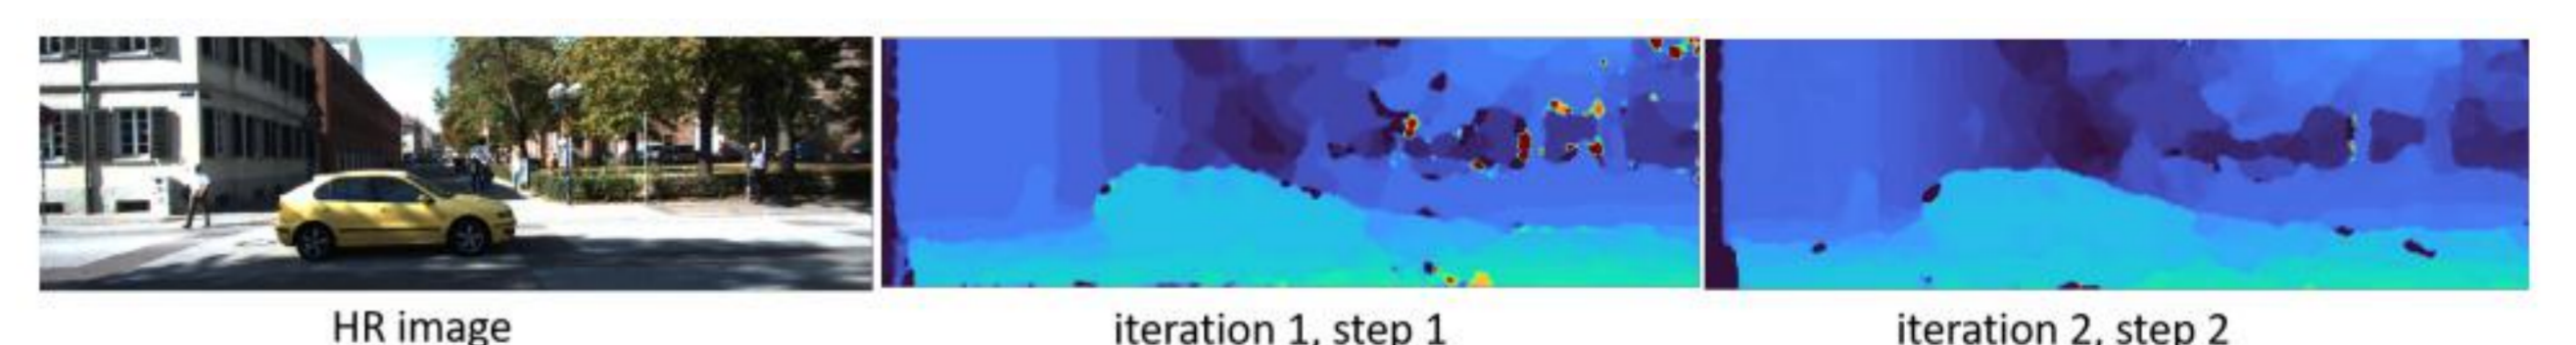 HR image
iteration 1, step 1
iteration 2, step 2